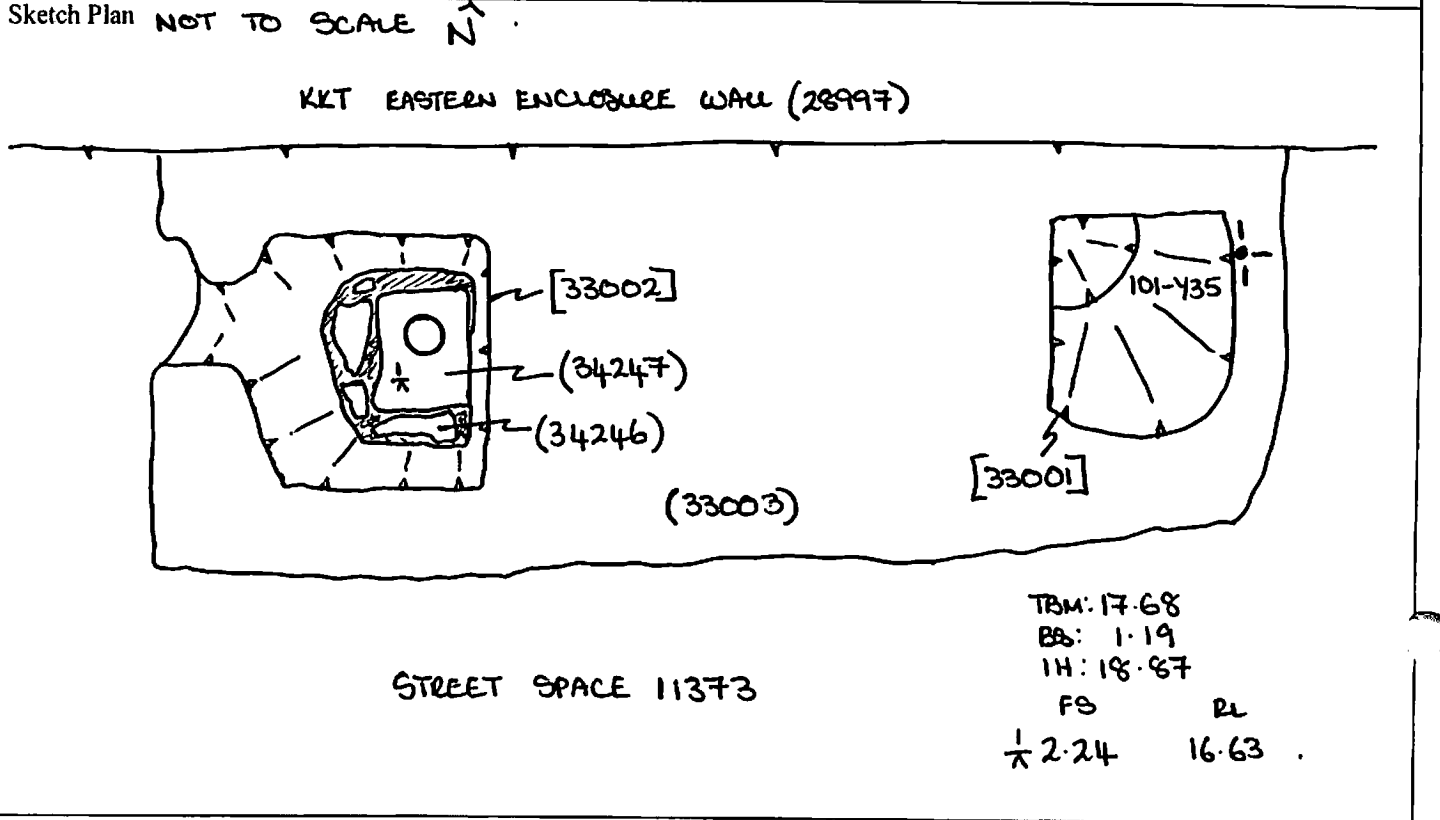 Sketch Plan NOT TO SCALE N
KKT EASTERN ENCLOSURE WALL (28997)
[33002]
101-Y35
(34247)
(34246)
[33001]
(33003)
TBM: 17.68
BS: 1.19
IH: 18.87
STREET SPACE 11373
FS RL
2.24 16.63